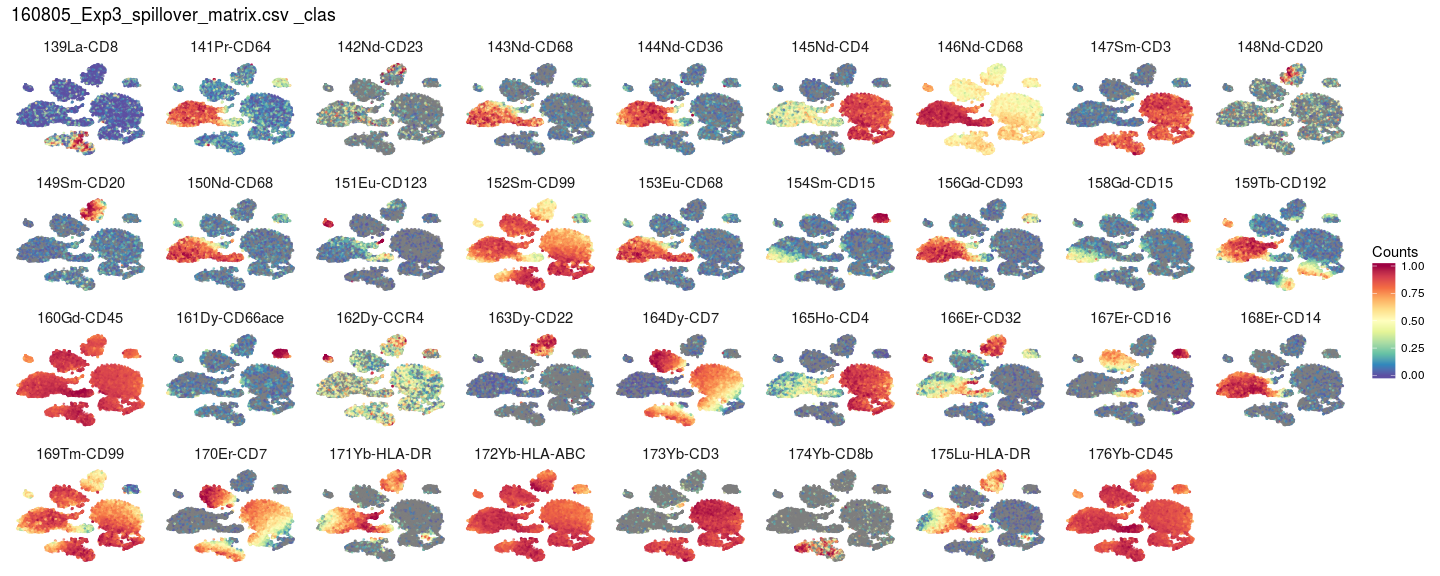 160805_Exp3_spillover_matrix.csv _clas
139La-CD8 141Pr-CD64 142Nd-CD23 143Nd-CD68 144Nd-CD36 145Nd-CD4 146Nd-CD68 147Sm-CD3 148Nd-CD20
149Sm-CD20 150Nd-CD68 151Eu-CD123 152Sm-CD99 153Eu-CD68 154Sm-CD15 156Gd-CD93 158Gd-CD15 159Tb-CD192
160Gd-CD45 161Dy-CD66ace 162Dy-CCR4 163Dy-CD22 164Dy-CD7 165Ho-CD4 166Er-CD32 167Er-CD16 168Er-CD14
169Tm-CD99 170Er-CD7 171Yb-HLA-DR 172Yb-HLA-ABC 173Yb-CD3 174Yb-CD8b 175Lu-HLA-DR 176Yb-CD45
Counts
1.00
0.75
0.50
0.25
0.00